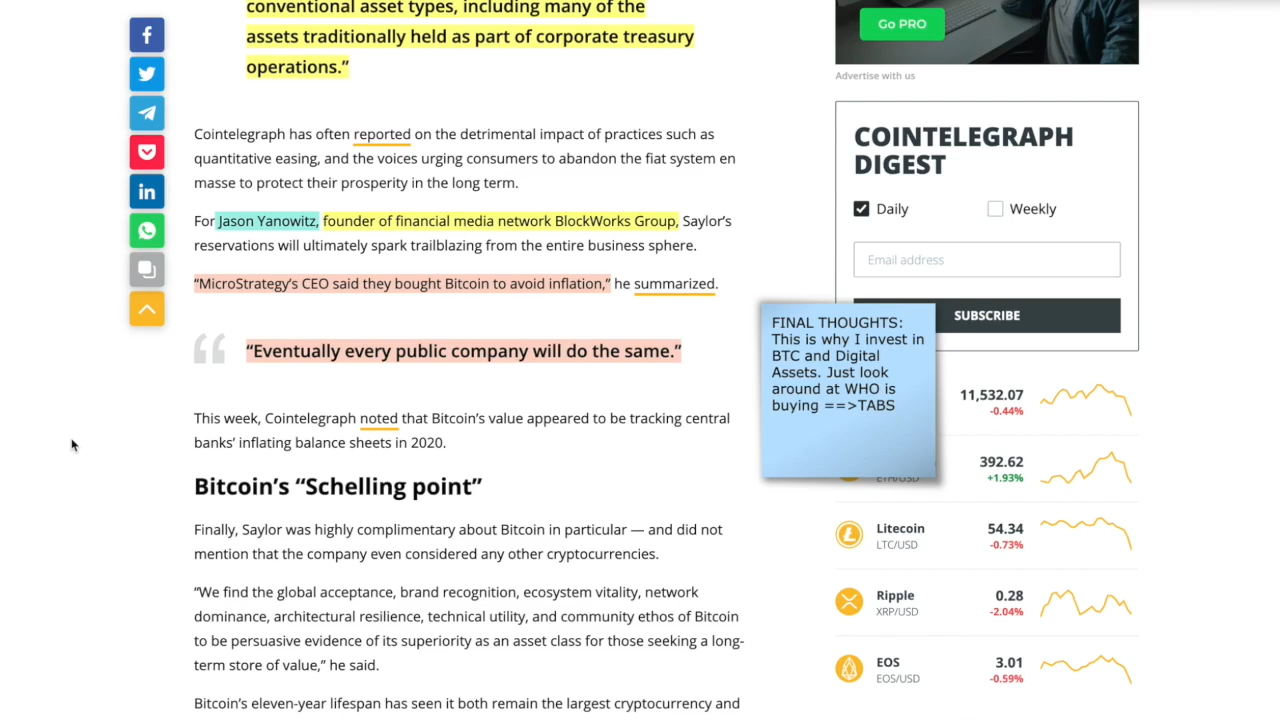 conventional asset types, including many of the
assets traditionally held as part of corporate treasury
operations.”
Cointelegraph has often reported on the detrimental impact of practices such as
quantitative easing, and the voices urging consumers to abandon the fiat system en
masse to protect their prosperity in the long term.
For Jason Yanowitz, founder of financial media network BlockWorks Group, Saylor’s
reservations will ultimately spark trailblazing from the entire business sphere.
“MicroStrategy’s CEO said they bought Bitcoin to avoid inflation,” he summarized.
“Eventually every public company will do the same.”
This week, Cointelegraph noted that Bitcoin’s value appeared to be tracking central
banks’ inflating balance sheets in 2020.
Bitcoin’s “Schelling point”
Finally, Saylor was highly complimentary about Bitcoin in particular — and did not
mention that the company even considered any other cryptocurrencies.
“We find the global acceptance, brand recognition, ecosystem vitality, network
dominance, architectural resilience, technical utility, and community ethos of Bitcoin
to be persuasive evidence of its superiority as an asset class for those seeking a long-
term store of value,” he said.
Bitcoin’s eleven-year lifespan has seen it both remain the largest cryptocurrency and
Go PRO
Advertise with us
COINTELEGRAPH
DIGEST
Daily
Weekly
Email address
SUBSCRIBE
FINAL THOUGHTS:
This is why I invest in
BTC and Digital
Assets. Just look
around at WHO is
buying ==>TABS
11,532.07
-0.44%
392.62
ETH/USD
+1.93%
Litecoin
54.34
LTC/USD
-0.73%
Ripple
0.28
XRP/USD
-2.04%
EOS
3.01
EOS/USD
-0.59%